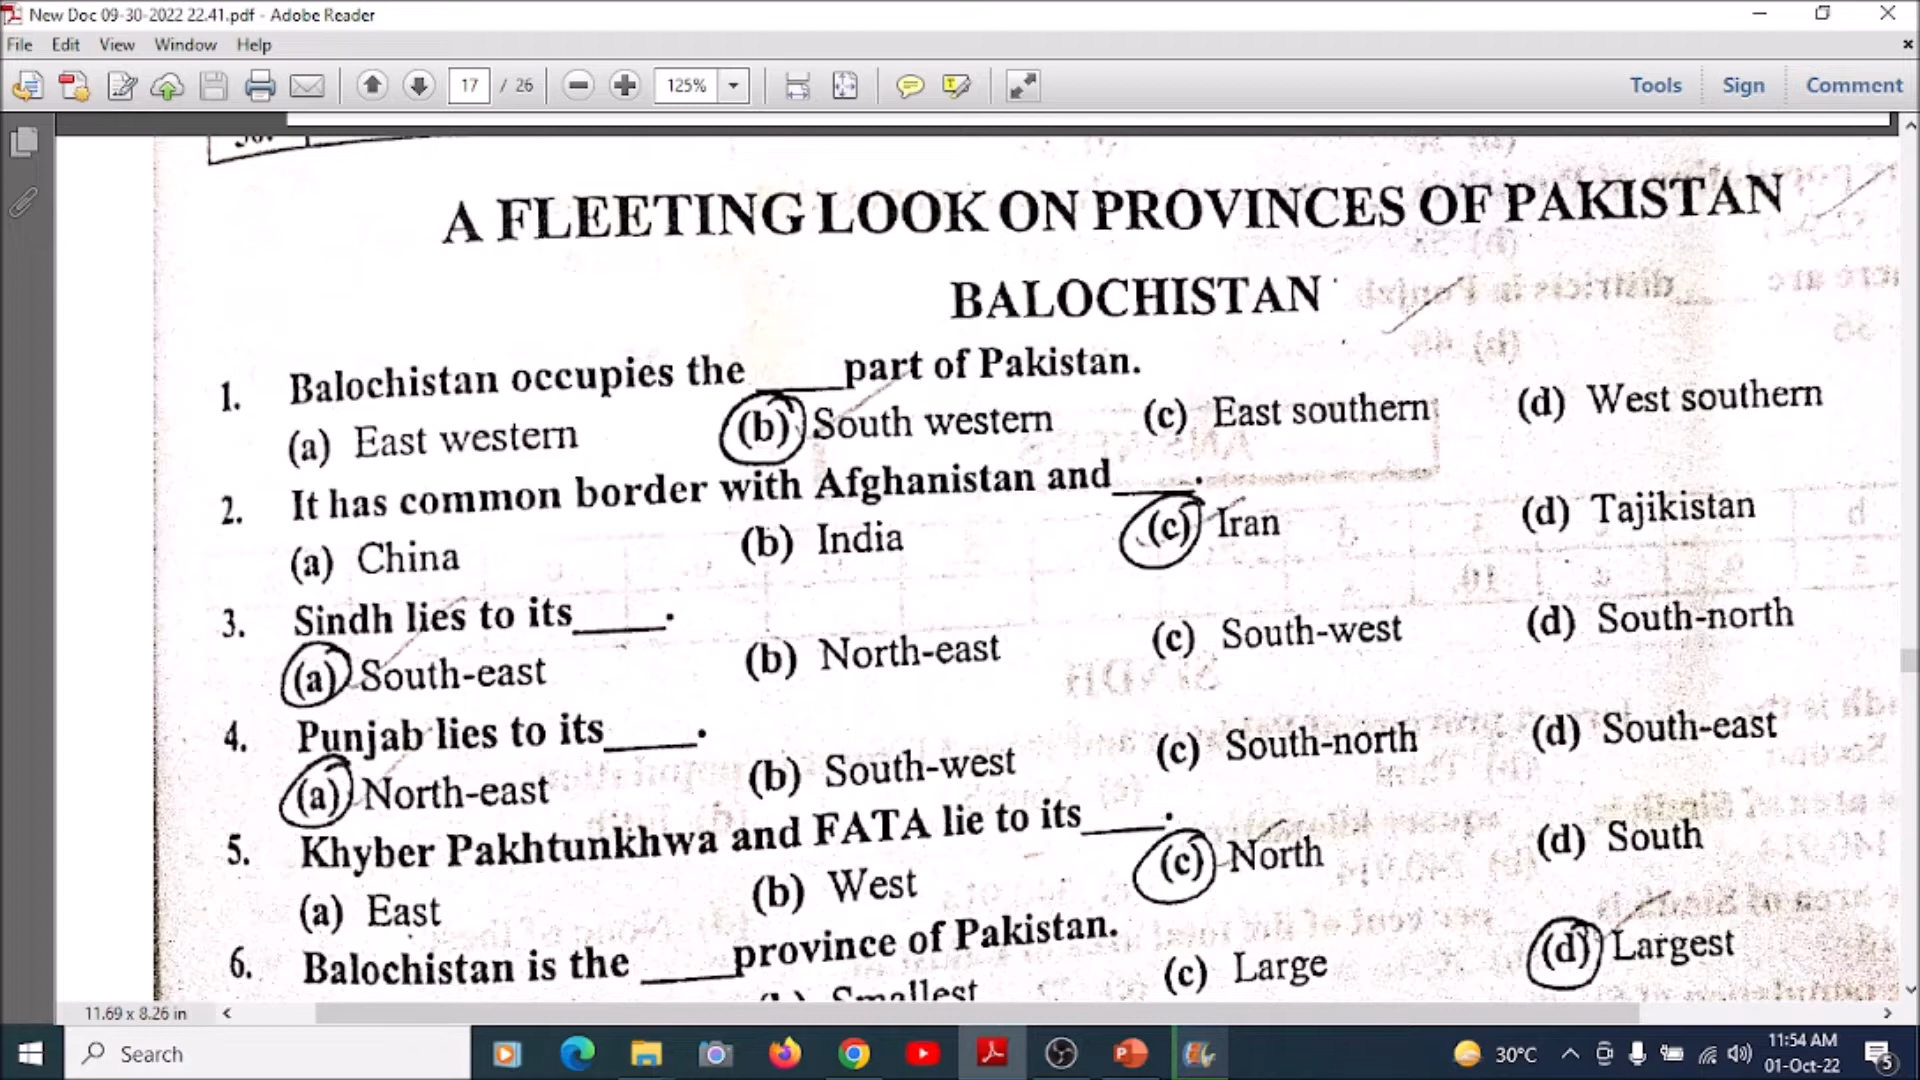 New Doc 09-30-2022 22.41.pdf - Adobe Reader
File Edit View Window Help
17 / 26 125% Tools Sign Comment
A FLEETING LOOK ON PROVINCES OF PAKISTAN
BALOCHISTAN
1. Balochistan occupies the ____ part of Pakistan.
(a) East western (b) South western (c) East southern (d) West southern
2. It has common border with Afghanistan and ____.
(a) China (b) India (c) Iran (d) Tajikistan
3. Sindh lies to its ____.
(a) South-east (b) North-east (c) South-west (d) South-north
4. Punjab lies to its ____.
(a) North-east (b) South-west (c) South-north (d) South-east
5. Khyber Pakhtunkhwa and FATA lie to its ____.
(a) East (b) West (c) North (d) South
6. Balochistan is the ____ province of Pakistan.
Smallest (c) Large (d) Largest
11.69 x 8.26 in
Search 30°C 11:54 AM
01-Oct-22 5